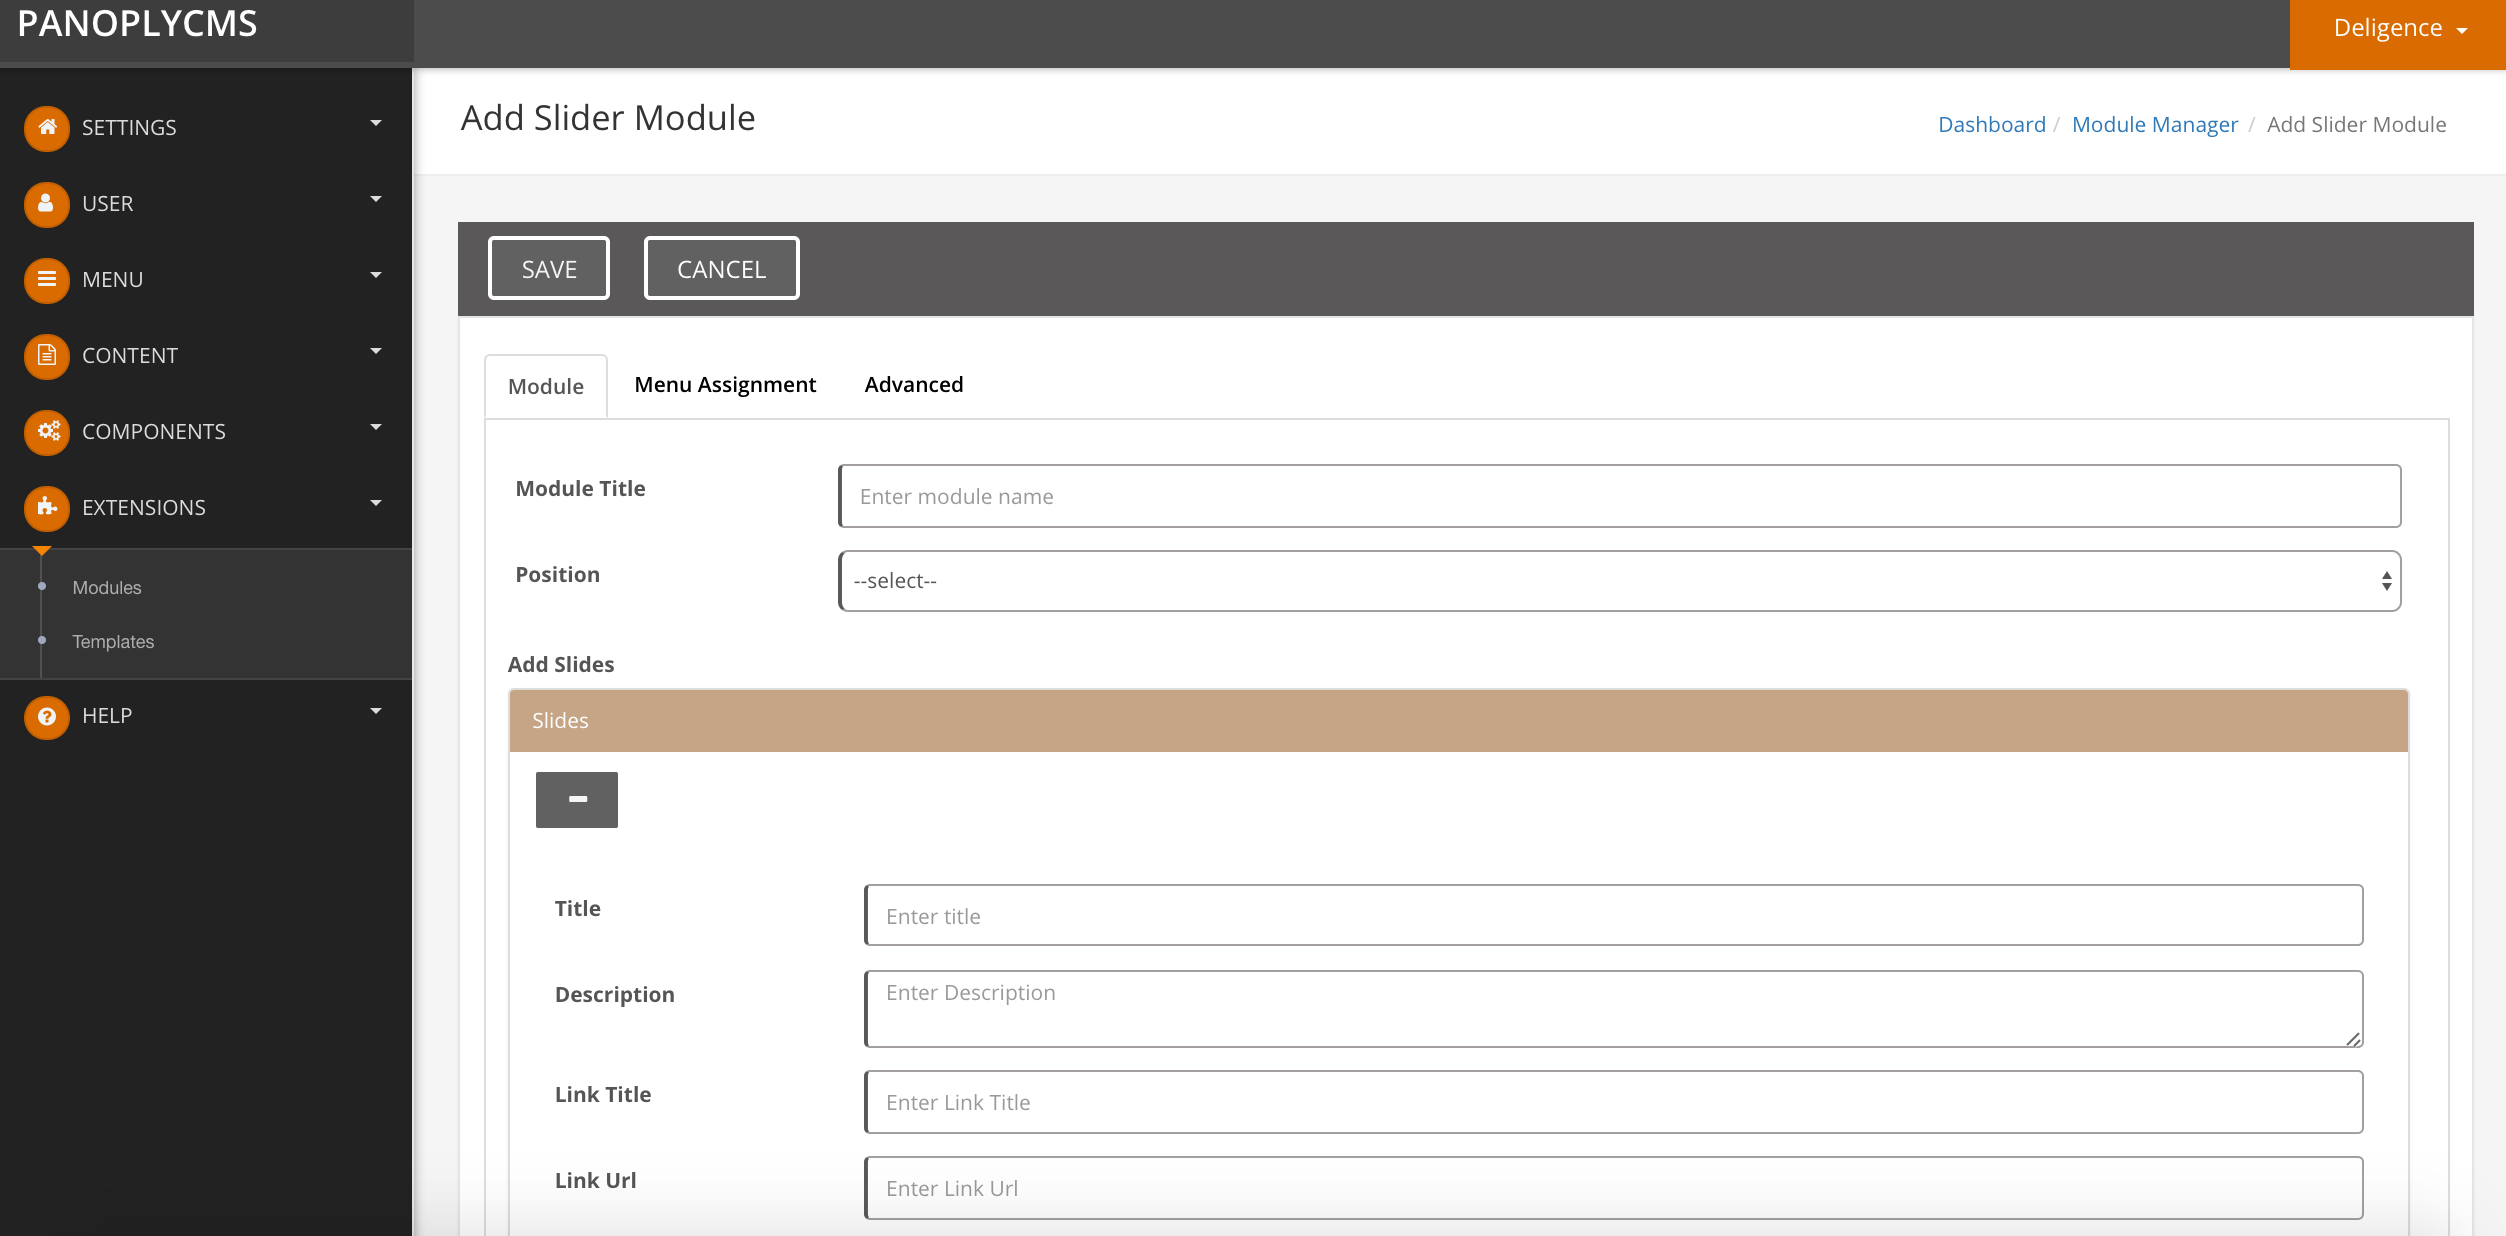 PANOPLYCMS
Deligence
SETTINGS
USER
MENU
CONTENT
COMPONENTS
EXTENSIONS
Modules
Templates
HELP
Add Slider Module
Dashboard / Module Manager / Add Slider Module
SAVE CANCEL
Module Menu Assignment Advanced
Module Title Enter module name
Position --select--
Add Slides
Slides
Title Enter title
Description Enter Description
Link Title Enter Link Title
Link Url Enter Link Url